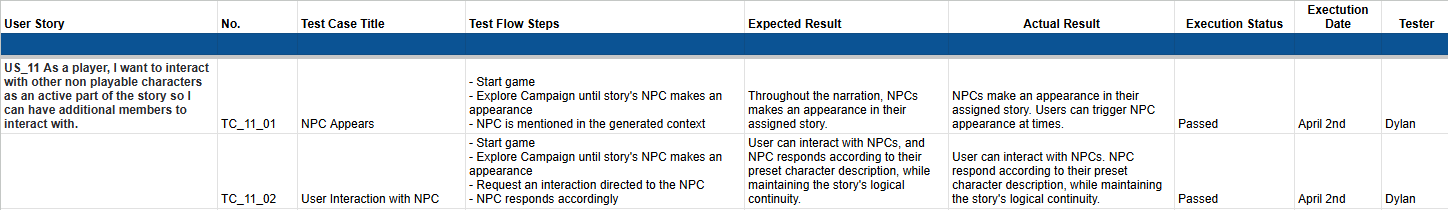 User Story No. Test Case Title Test Flow Steps Expected Result Actual Result Execution Status Exectution Date Tester
US_11 As a player, I want to interact
with other non playable characters
as an active part of the story so I
can have additional members to
interact with.
TC_11_01
NPC Appears
- Start game
- Explore Campaign until story's NPC makes an
appearance
- NPC is mentioned in the generated context
Throughout the narration, NPCs
makes an appearance in their
assigned story.
NPCs make an appearance in their
assigned story. Users can trigger NPC
appearance at times.
Passed
April 2nd
Dylan
TC_11_02
User Interaction with NPC
- Start game
- Explore Campaign until story's NPC makes an
appearance
- Request an interaction directed to the NPC
- NPC responds accordingly
User can interact with NPCs, and
NPC responds according to their
preset character description, while
maintaining the story's logical
continuity.
User can interact with NPCs. NPC
respond according to their preset
character description, while maintaining
the story's logical continuity.
Passed
April 2nd
Dylan